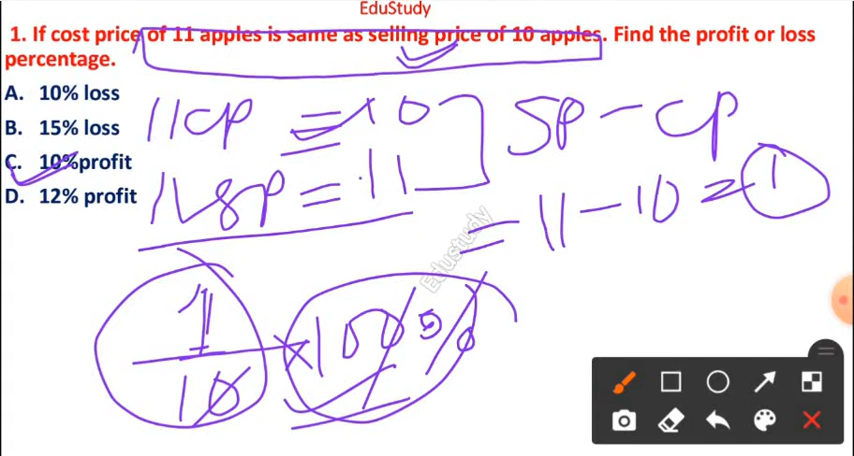 EduStudy
1. If cost price of 11 apples is same as selling price of 10 apples. Find the profit or loss
percentage.
A. 10% loss
B. 15% loss
C. 10% profit
D. 12% profit
11CP = 10
SP = 11
SP - CP
= 11 - 10 = 1
1
10
× 100%
Edustudy